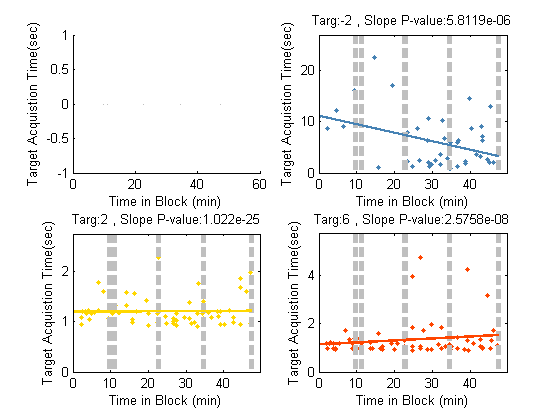 Targ:-2 , Slope P-value:5.8119e-06
1
0.5
0
-0.5
-1
0 20 40 60
Target Acquistion Time(sec)
Time in Block (min)
20
10
0
0 10 20 30 40
Target Acquistion Time(sec)
Time in Block (min)
Targ:2 , Slope P-value:1.022e-25
2
1
0
0 10 20 30 40
Target Acquistion Time(sec)
Time in Block (min)
Targ:6 , Slope P-value:2.5758e-08
4
2
0
0 10 20 30 40
Target Acquistion Time(sec)
Time in Block (min)